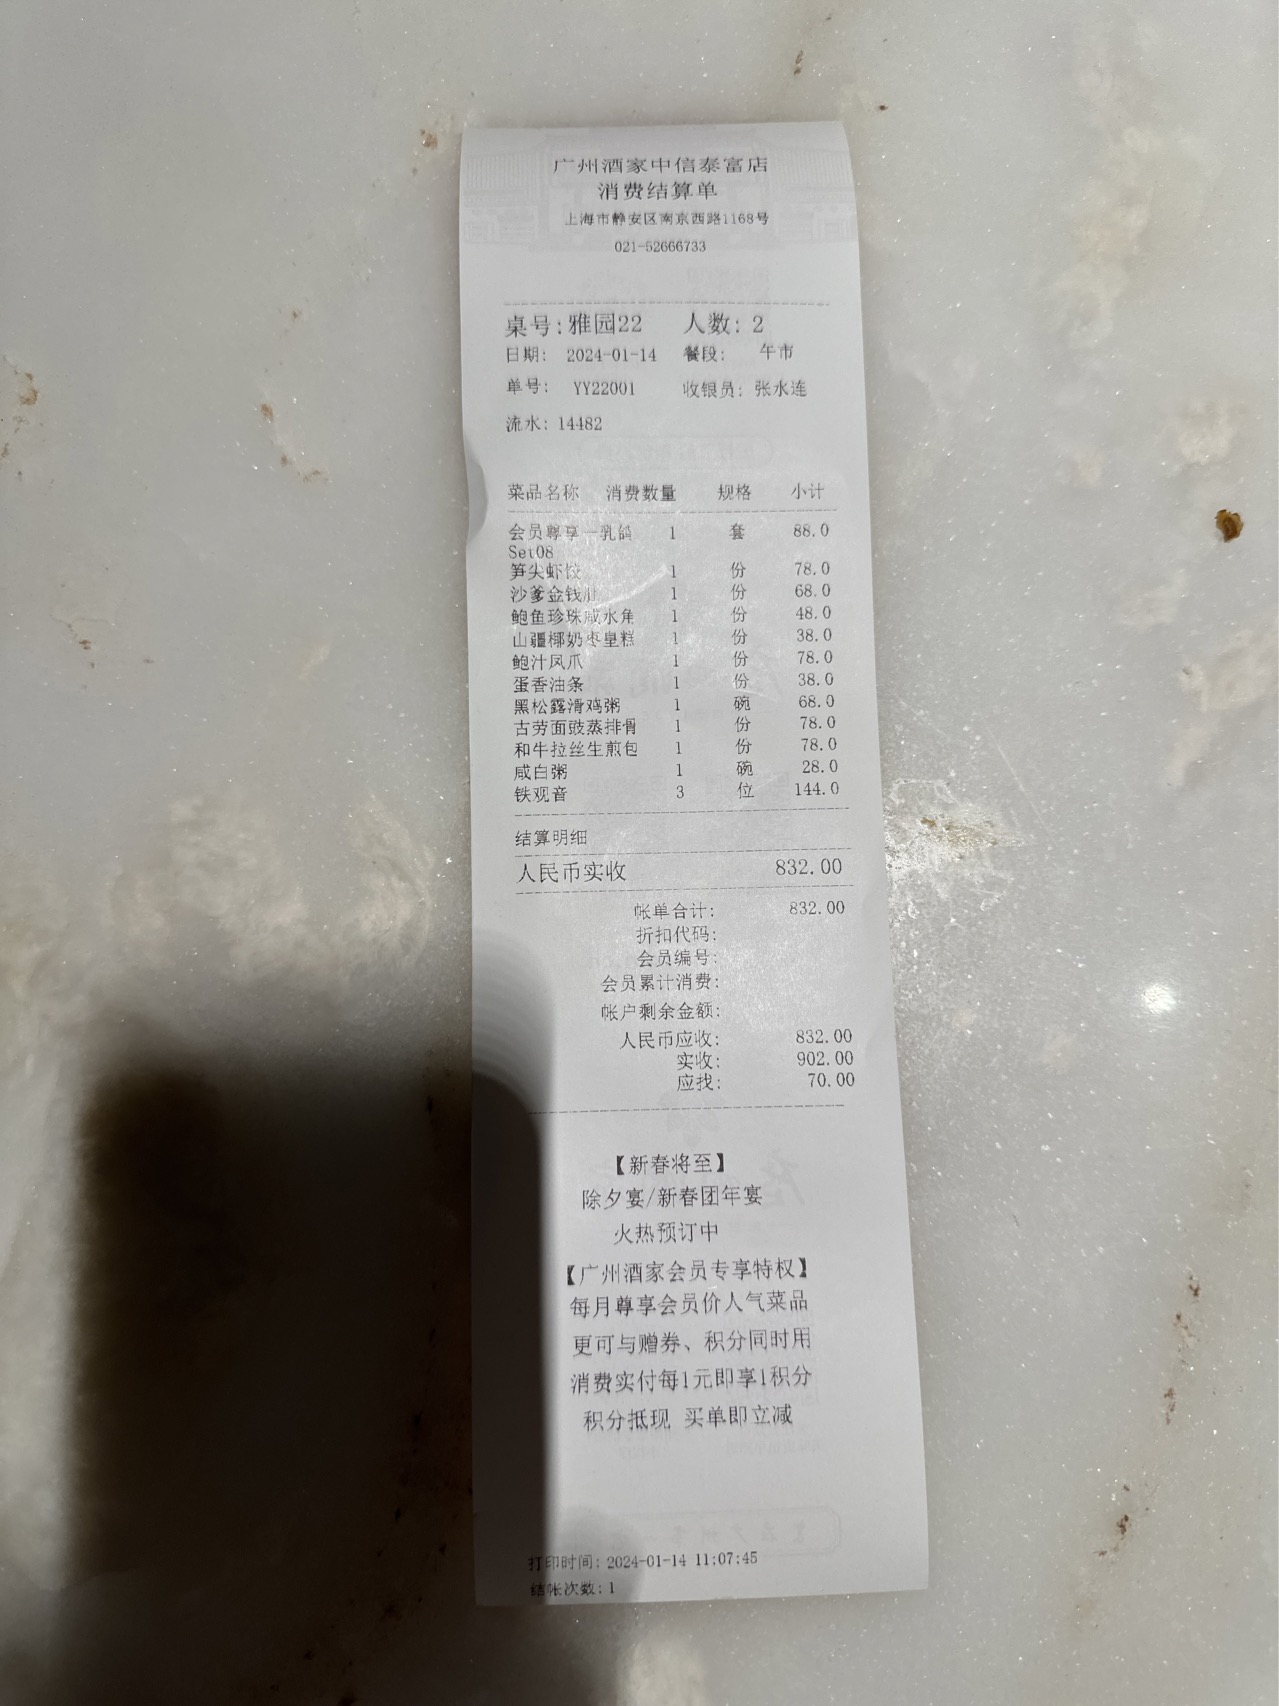 广州酒家中信泰富店
消费结算单
上海市静安区南京西路1168号
021-52666733
桌号:雅园22 人数: 2
日期: 2024-01-14 餐段: 午市
单号: YY22001 收银员: 张水连
流水: 14482
菜品名称 消费数量 规格 小计
会员尊享一乳鸽 1 套 88.0
Set08
笋尖虾饺 1 份 78.0
沙爹金钱肚 1 份 68.0
鲍鱼珍珠咸水角 1 份 48.0
山疆椰奶枣皇糕 1 份 38.0
鲍汁凤爪 1 份 78.0
蛋香油条 1 份 38.0
黑松露滑鸡粥 1 碗 68.0
古劳面豉蒸排骨 1 份 78.0
和牛拉丝生煎包 1 份 78.0
咸白粥 1 碗 28.0
铁观音 3 位 144.0
结算明细
人民币实收 832.00
帐单合计: 832.00
折扣代码:
会员编号:
会员累计消费:
帐户剩余金额:
人民币应收: 832.00
实收: 902.00
应找: 70.00
【新春将至】
除夕宴/新春团年宴
火热预订中
【广州酒家会员专享特权】
每月尊享会员价人气菜品
更可与赠券、积分同时用
消费实付每1元即享1积分
积分抵现 买单即立减
打印时间: 2024-01-14 11:07:45
结帐次数: 1